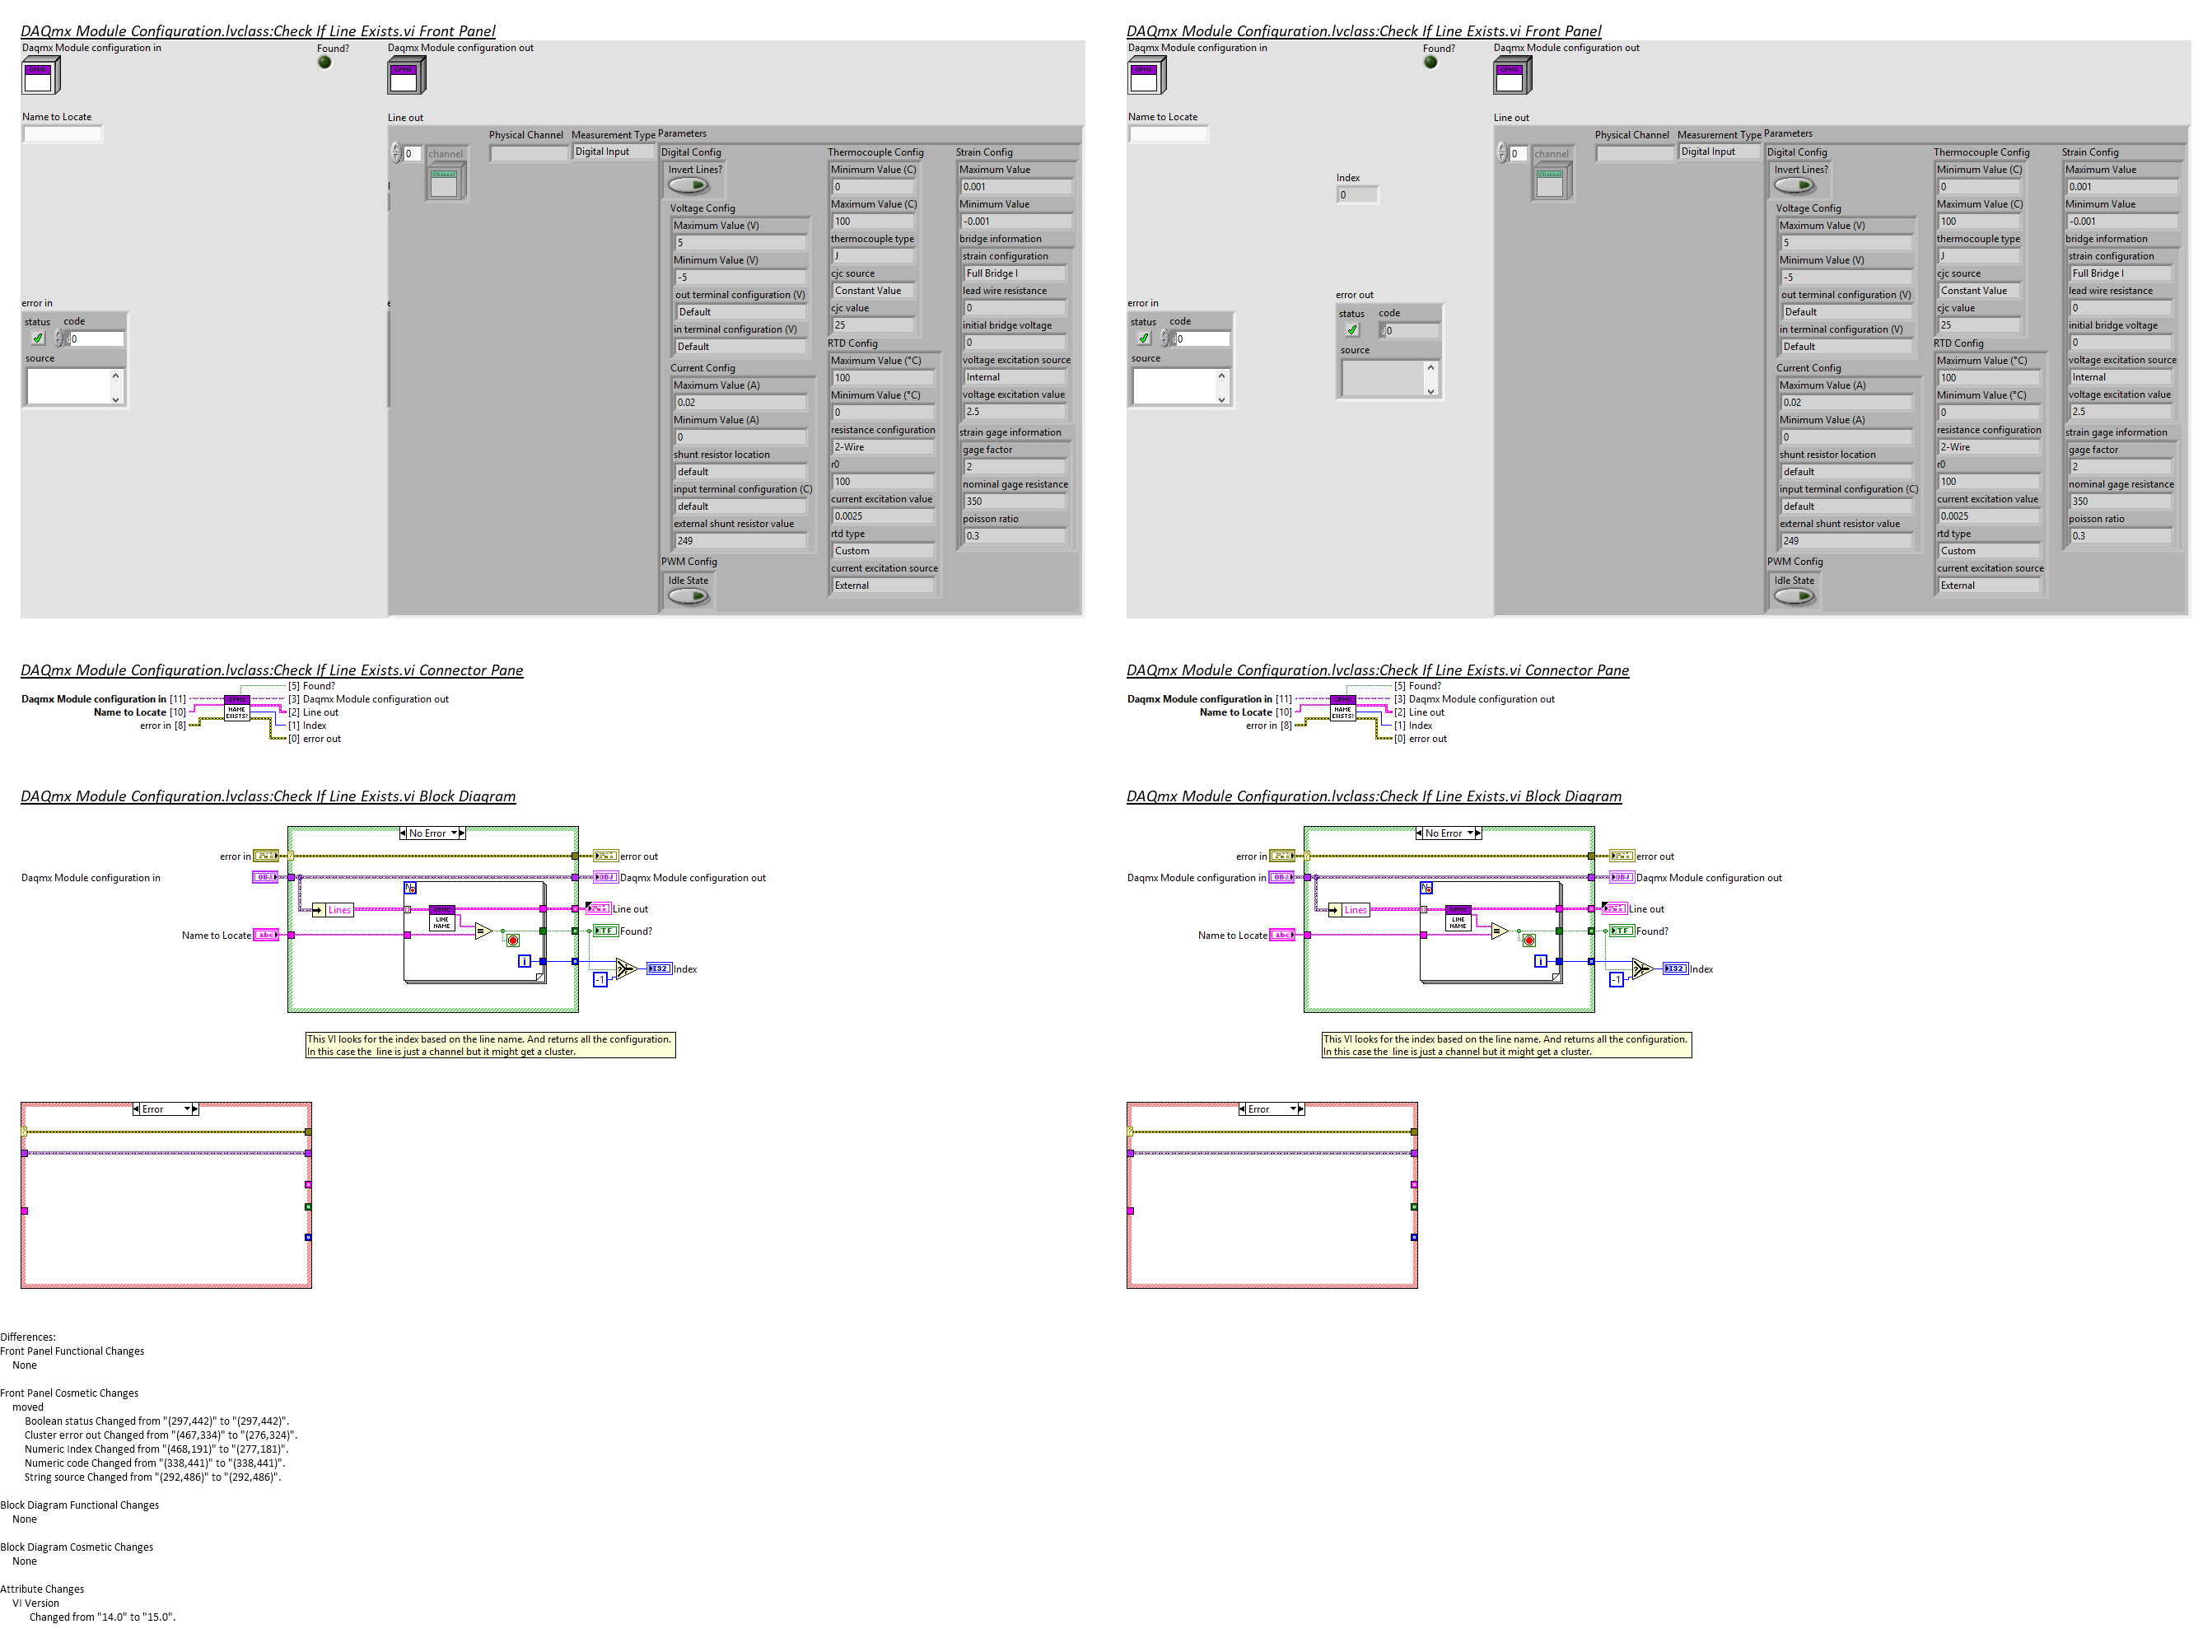 DAQmx Module Configuration.lvclass:Check If Line Exists.vi Front Panel
Daqmx Module configuration in
Found?
Daqmx Module configuration out
Name to Locate
Line out
0
channel
Channel
Physical Channel
Measurement Type
Digital Input
Parameters
Digital Config
Invert Lines?
Voltage Config
Maximum Value (V)
5
Minimum Value (V)
-5
out terminal configuration (V)
Default
in terminal configuration (V)
Default
Current Config
Maximum Value (A)
0.02
Minimum Value (A)
0
shunt resistor location
default
input terminal configuration (C)
default
external shunt resistor value
249
PWM Config
Idle State
Thermocouple Config
Minimum Value (C)
0
Maximum Value (C)
100
thermocouple type
J
cjc source
Constant Value
cjc value
25
RTD Config
Maximum Value (°C)
100
Minimum Value (°C)
0
resistance configuration
2-Wire
r0
100
current excitation value
0.0025
rtd type
Custom
current excitation source
External
Strain Config
Maximum Value
0.001
Minimum Value
-0.001
bridge information
strain configuration
Full Bridge I
lead wire resistance
0
initial bridge voltage
0
voltage excitation source
Internal
voltage excitation value
2.5
strain gage information
gage factor
2
nominal gage resistance
350
poisson ratio
0.3
error in
status
code
0
source
DAQmx Module Configuration.lvclass:Check If Line Exists.vi Front Panel
Daqmx Module configuration in
Found?
Daqmx Module configuration out
Name to Locate
Index
0
Line out
0
channel
Channel
Physical Channel
Measurement Type
Digital Input
Parameters
Digital Config
Invert Lines?
Voltage Config
Maximum Value (V)
5
Minimum Value (V)
-5
out terminal configuration (V)
Default
in terminal configuration (V)
Default
Current Config
Maximum Value (A)
0.02
Minimum Value (A)
0
shunt resistor location
default
input terminal configuration (C)
default
external shunt resistor value
249
PWM Config
Idle State
Thermocouple Config
Minimum Value (C)
0
Maximum Value (C)
100
thermocouple type
J
cjc source
Constant Value
cjc value
25
RTD Config
Maximum Value (°C)
100
Minimum Value (°C)
0
resistance configuration
2-Wire
r0
100
current excitation value
0.0025
rtd type
Custom
current excitation source
External
Strain Config
Maximum Value
0.001
Minimum Value
-0.001
bridge information
strain configuration
Full Bridge I
lead wire resistance
0
initial bridge voltage
0
voltage excitation source
Internal
voltage excitation value
2.5
strain gage information
gage factor
2
nominal gage resistance
350
poisson ratio
0.3
error in
status
code
0
source
error out
status
code
0
source
DAQmx Module Configuration.lvclass:Check If Line Exists.vi Connector Pane
[5] Found?
Daqmx Module configuration in [11]
[3] Daqmx Module configuration out
Name to Locate [10]
NAME
EXISTS?
[2] Line out
error in [8]
[1] Index
[0] error out
DAQmx Module Configuration.lvclass:Check If Line Exists.vi Connector Pane
[5] Found?
Daqmx Module configuration in [11]
[3] Daqmx Module configuration out
Name to Locate [10]
NAME
EXISTS?
[2] Line out
error in [8]
[1] Index
[0] error out
DAQmx Module Configuration.lvclass:Check If Line Exists.vi Block Diagram
No Error
error in
error out
Daqmx Module configuration in
OBJ
OBJ
Daqmx Module configuration out
N
Lines
LINE
NAME
Line out
Name to Locate
abc
=
TF
Found?
i
-1
I32
Index
This VI looks for the index based on the line name. And returns all the configuration.
In this case the line is just a channel but it might get a cluster.
Error
DAQmx Module Configuration.lvclass:Check If Line Exists.vi Block Diagram
No Error
error in
error out
Daqmx Module configuration in
OBJ
OBJ
Daqmx Module configuration out
N
Lines
LINE
NAME
Line out
Name to Locate
abc
=
TF
Found?
i
-1
I32
Index
This VI looks for the index based on the line name. And returns all the configuration.
In this case the line is just a channel but it might get a cluster.
Error
Differences:
Front Panel Functional Changes
None
Front Panel Cosmetic Changes
moved
Boolean status Changed from "(297,442)" to "(297,442)".
Cluster error out Changed from "(467,334)" to "(276,324)".
Numeric Index Changed from "(468,191)" to "(277,181)".
Numeric code Changed from "(338,441)" to "(338,441)".
String source Changed from "(292,486)" to "(292,486)".
Block Diagram Functional Changes
None
Block Diagram Cosmetic Changes
None
Attribute Changes
VI Version
Changed from "14.0" to "15.0".